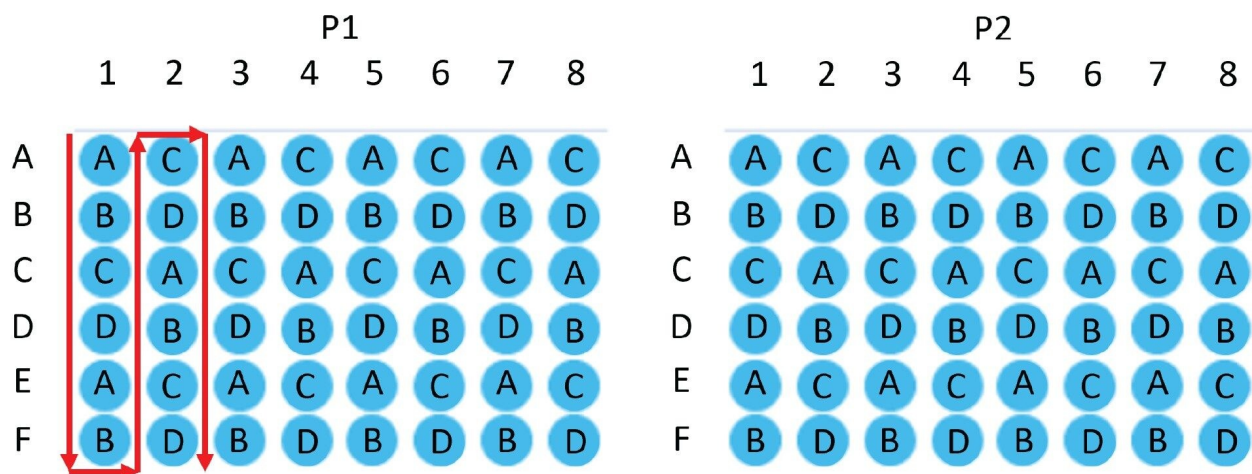 P1 P2
1 2 3 4 5 6 7 8 1 2 3 4 5 6 7 8
A A C A C A C A C A A C A C A C A C
B B D B D B D B D B B D B D B D B D
C C A C A C A C A C C A C A C A C A
D D B D B D B D B D D B D B D B D B
E A C A C A C A C E A C A C A C A C
F B D B D B D B D F B D B D B D B D